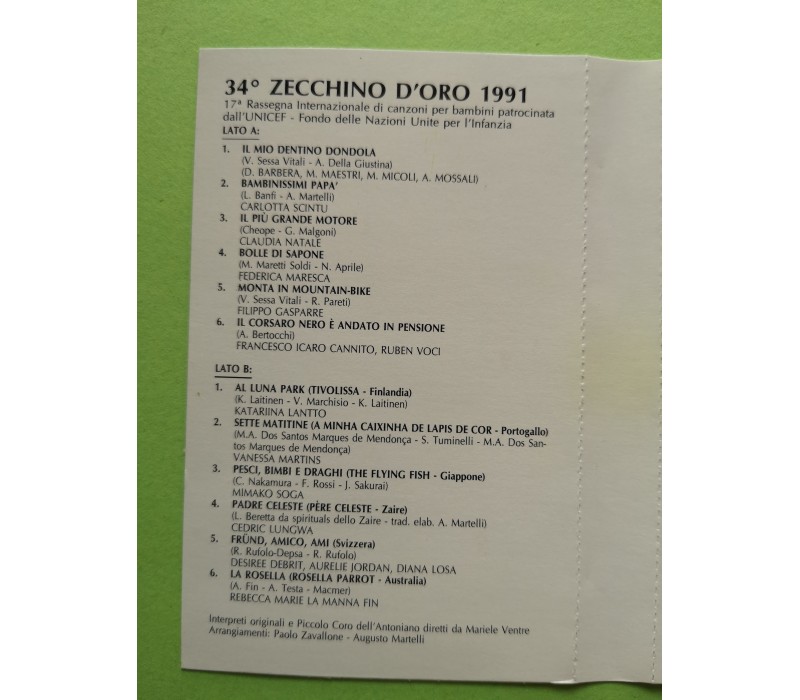 34° ZECCHINO D'ORO 1991
17ª Rassegna Internazionale di canzoni per bambini patrocinata
dall'UNICEF - Fondo delle Nazioni Unite per l'Infanzia
LATO A:
1. IL MIO DENTINO DONDOLA
(V. Sessa Vitali - A. Della Giustina)
(D. BARBERA, M. MAESTRI, M. MICOLI, A. MOSSALI)
2. BAMBINISSIMI PAPA'
(L. Banfi - A. Martelli)
CARLOTTA SCINTU
3. IL PIÙ GRANDE MOTORE
(Cheope - G. Malgoni)
CLAUDIA NATALE
4. BOLLE DI SAPONE
(M. Maretti Soldi - N. Aprile)
FEDERICA MARESCA
5. MONTA IN MOUNTAIN-BIKE
(V. Sessa Vitali - R. Pareti)
FILIPPO GASPARRE
6. IL CORSARO NERO È ANDATO IN PENSIONE
(A. Bertocchi)
FRANCESCO ICARO CANNITO, RUBEN VOCI
LATO B:
1. AL LUNA PARK (TIVOLISSA - Finlandia)
(K. Laitinen - V. Marchisio - K. Laitinen)
KATARIINA LANTTO
2. SETTE MATITINE (A MINHA CAIXINHA DE LAPIS DE COR - Portogallo)
(M.A. Dos Santos Marques de Mendonça - S. Tuminelli - M.A. Dos San-
tos Marques de Mendonça)
VANESSA MARTINS
3. PESCI, BIMBI E DRAGHI (THE FLYING FISH - Giappone)
(C. Nakamura - F. Rossi - J. Sakurai)
MIMAKO SOGA
4. PADRE CELESTE (PÈRE CELESTE - Zaire)
(L. Beretta da spirituals dello Zaire - trad. elab. A. Martelli)
CEDRIC LUNGWA
5. FRÜND, AMICO, AMI (Svizzera)
(R. Rufolo-Depsa - R. Rufolo)
DESIREE DEBRIT, AURELIE JORDAN, DIANA LOSA
6. LA ROSELLA (ROSELLA PARROT - Australia)
(A. Fin - A. Testa - Macmer)
REBECCA MARIE LA MANNA FIN
Interpreti originali e Piccolo Coro dell'Antoniano diretti da Mariele Ventre
Arrangiamenti: Paolo Zavallone - Augusto Martelli